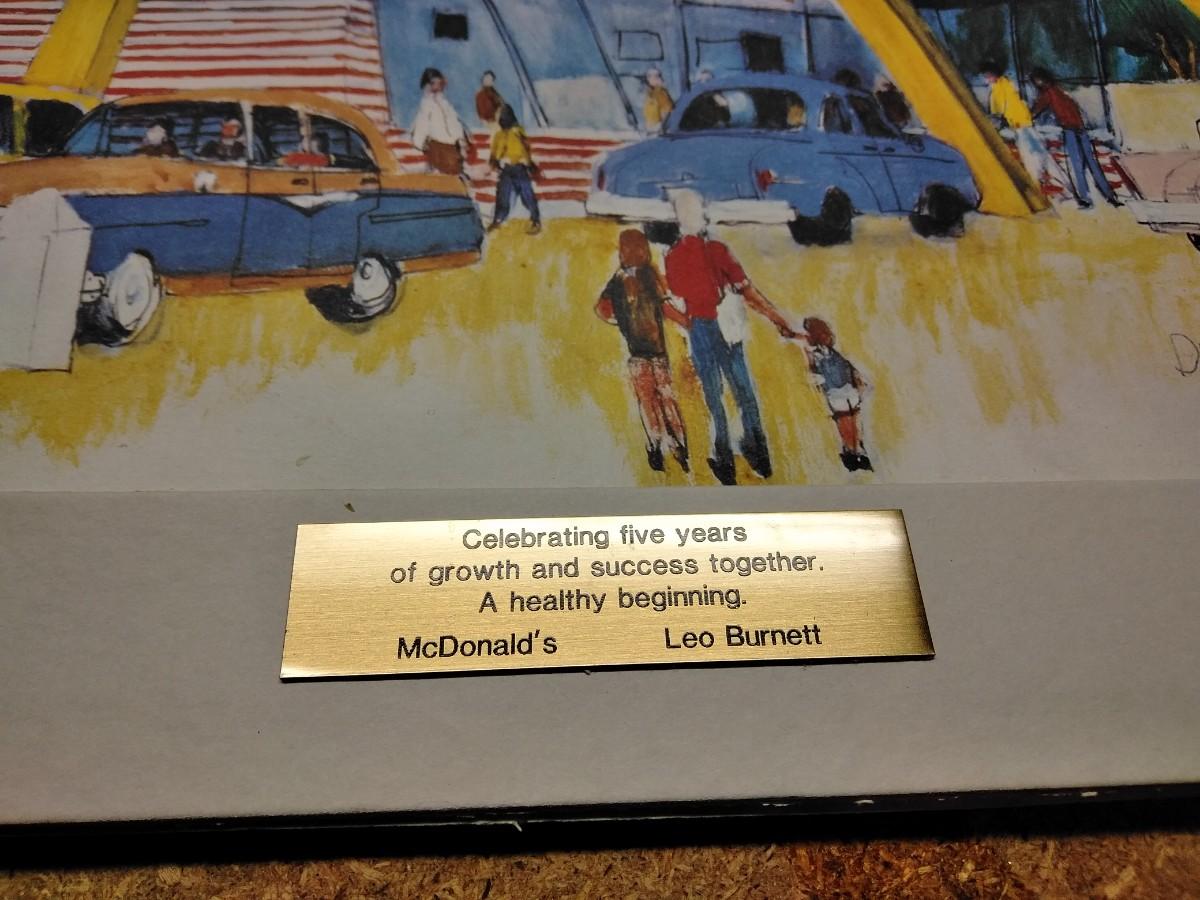 Celebrating five years
of growth and success together.
A healthy beginning.
McDonald's Leo Burnett